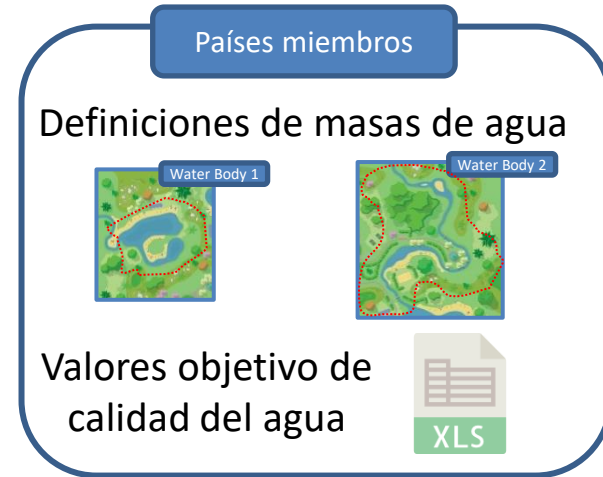 Países miembros
Definiciones de masas de agua
Water Body 1
Water Body 2
Valores objetivo de
calidad del agua
XLS